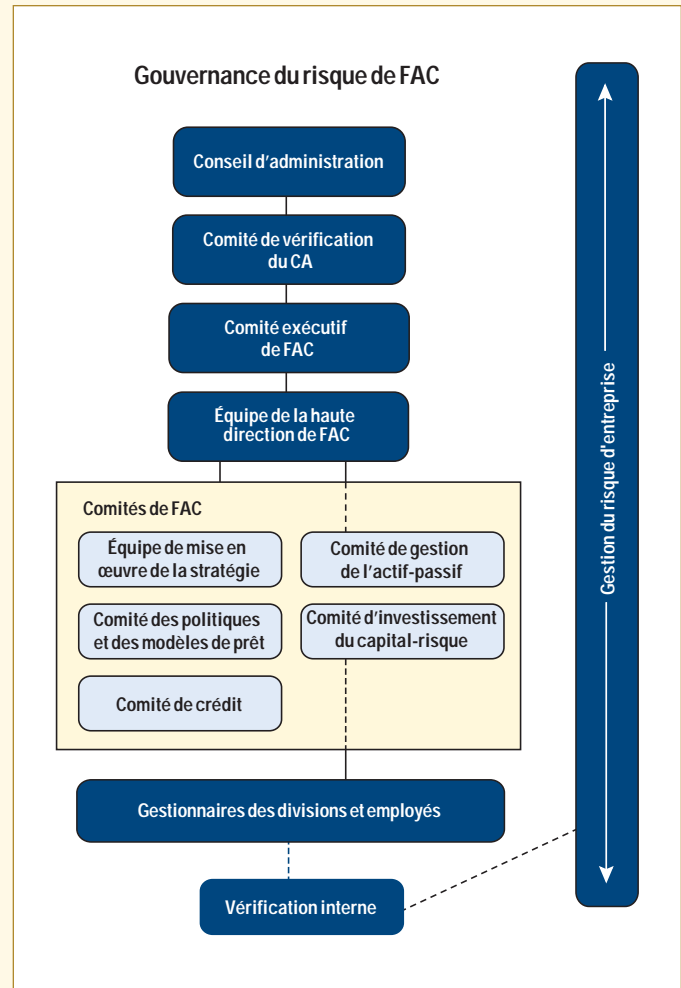 Gouvernance du risque de FAC
Conseil d'administration
Comité de vérification
du CA
Comité exécutif
de FAC
Équipe de la haute
direction de FAC
Comités de FAC
Équipe de mise en
œuvre de la stratégie
Comité de gestion
de l'actif-passif
Comité des politiques
et des modèles de prêt
Comité d'investissement
du capital-risque
Comité de crédit
Gestionnaires des divisions et employés
Vérification interne
Gestion du risque d'entreprise